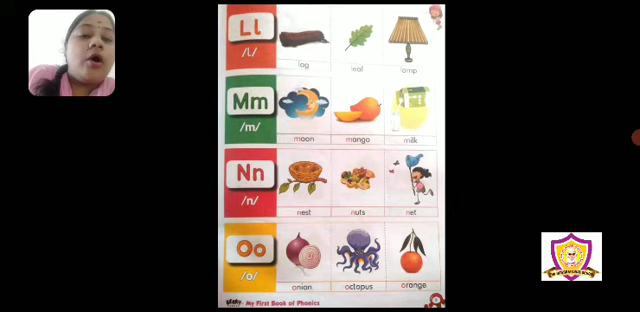 Ll
/l/
log leaf lamp
Mm
/m/
moon mango milk
Nn
/n/
nest nuts net
Oo
/o/
onion octopus orange
My First Book of Phonics